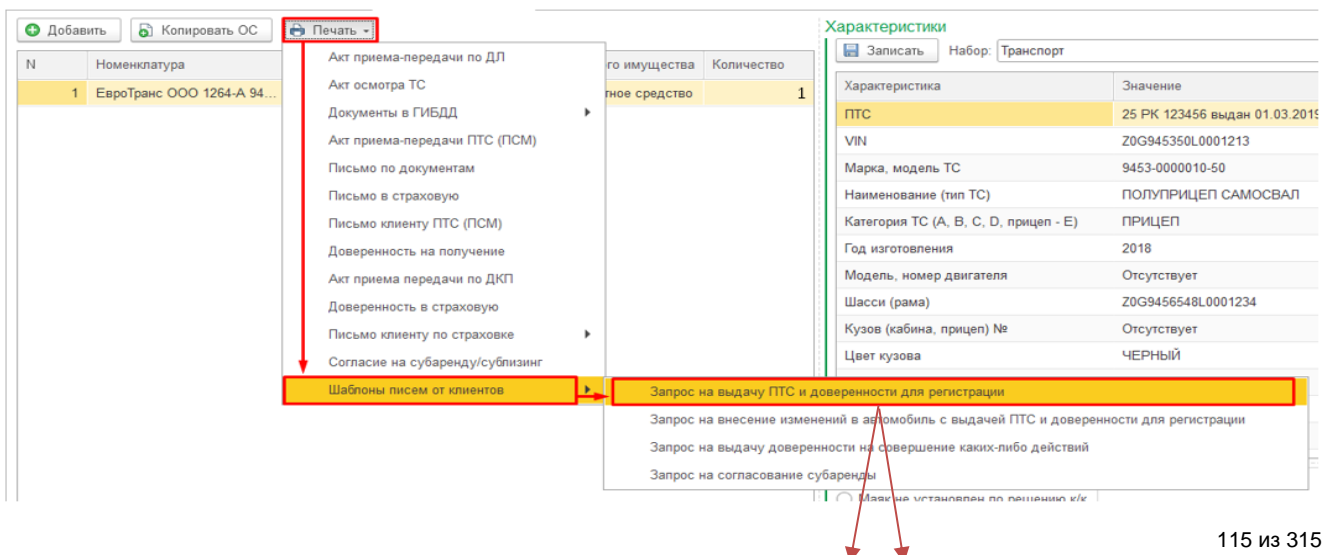 Добавить Копировать ОС Печать
N Номенклатура го имущества Количество
1 ЕвроТранс ООО 1264-А 94... тное средство 1
Акт приема-передачи по ДЛ
Акт осмотра ТС
Документы в ГИБДД
Акт приема-передачи ПТС (ПСМ)
Письмо по документам
Письмо в страховую
Письмо клиенту ПТС (ПСМ)
Доверенность на получение
Акт приема передачи по ДКП
Доверенность в страховую
Письмо клиенту по страховке
Согласие на субаренду/сублизинг
Шаблоны писем от клиентов
Запрос на выдачу ПТС и доверенности для регистрации
Запрос на внесение изменений в автомобиль с выдачей ПТС и доверенности для регистрации
Запрос на выдачу доверенности на совершение каких-либо действий
Запрос на согласование субаренды
Характеристики
Записать Набор: Транспорт
Характеристика Значение
ПТС 25 РК 123456 выдан 01.03.2019
VIN Z0G945350L0001213
Марка, модель ТС 9453-0000010-50
Наименование (тип ТС) ПОЛУПРИЦЕП САМОСВАЛ
Категория ТС (A, B, C, D, прицеп - E) ПРИЦЕП
Год изготовления 2018
Модель, номер двигателя Отсутствует
Шасси (рама) Z0G9456548L0001234
Кузов (кабина, прицеп) № Отсутствует
Цвет кузова ЧЕРНЫЙ
Маяк не установлен по решению к/к
115 из 315